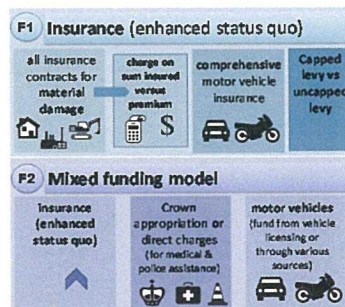 F1 Insurance (enhanced status quo)
all insurance
contracts for
material
damage
charge on
sum insured
versus
premium
$
comprehensive
motor vehicle
insurance
Capped
levy vs
uncapped
levy
F2 Mixed funding model
insurance
(enhanced
status quo)
Crown
appropriation or
direct charges
(for medical &
police assistance)
motor vehicles
(fund from vehicle
licensing or
through various
sources)